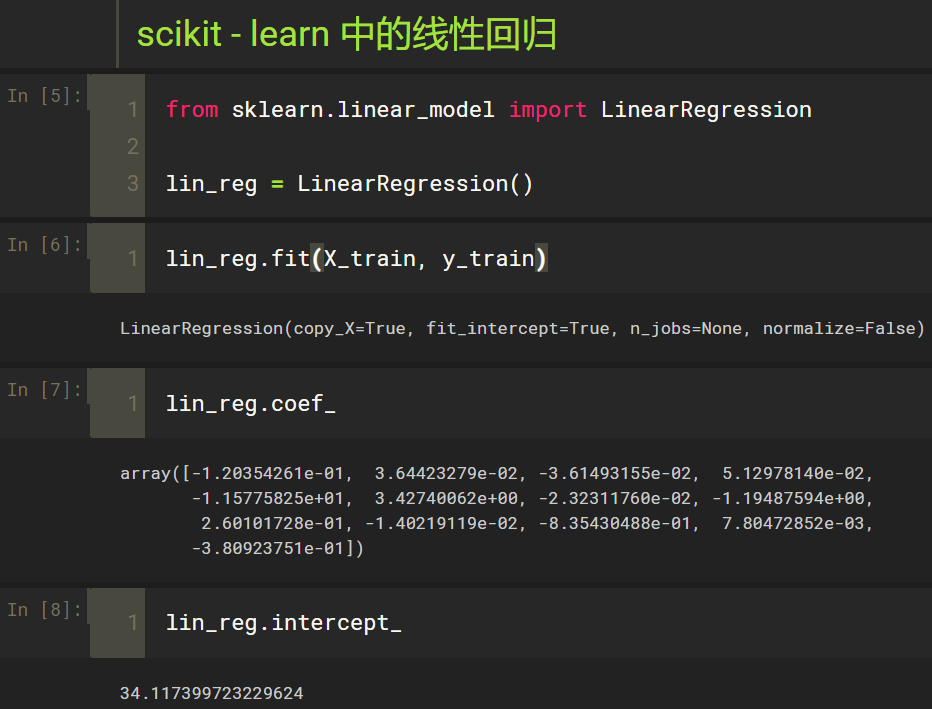 scikit - learn 中的线性回归
In [5]:
1 from sklearn.linear_model import LinearRegression
2
3 lin_reg = LinearRegression()
In [6]:
1 lin_reg.fit(X_train, y_train)
LinearRegression(copy_X=True, fit_intercept=True, n_jobs=None, normalize=False)
In [7]:
1 lin_reg.coef_
array([-1.20354261e-01,  3.64423279e-02, -3.61493155e-02,  5.12978140e-02,
       -1.15775825e+01,  3.42740062e+00, -2.32311760e-02, -1.19487594e+00,
        2.60101728e-01, -1.40219119e-02, -8.35430488e-01,  7.80472852e-03,
       -3.80923751e-01])
In [8]:
1 lin_reg.intercept_
34.117399723229624